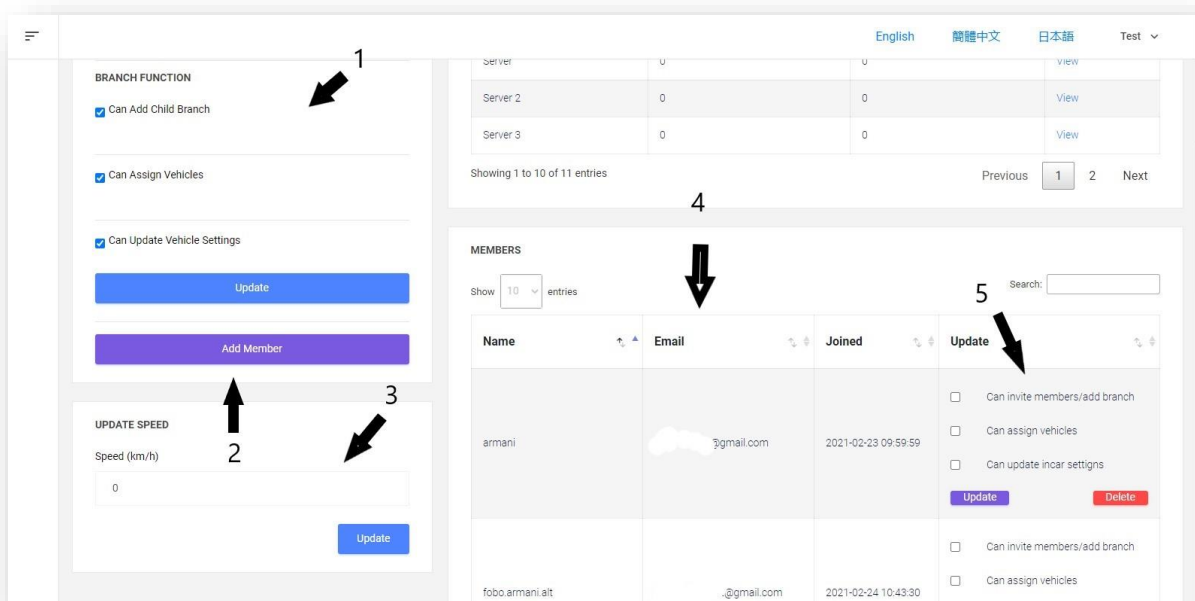 English 簡體中文 日本語 Test
1
BRANCH FUNCTION
Can Add Child Branch
Can Assign Vehicles
Can Update Vehicle Settings
Update
Add Member
2
3
UPDATE SPEED
Speed (km/h)
0
Update
Server 0 0 View
Server 2 0 0 View
Server 3 0 0 View
Showing 1 to 10 of 11 entries Previous 1 2 Next
4
MEMBERS
Show 10 entries Search:
5
Name Email Joined Update
armani @gmail.com 2021-02-23 09:59:59
Can invite members/add branch
Can assign vehicles
Can update incar settigns
Update Delete
fobo.armani.alt .@gmail.com 2021-02-24 10:43:30
Can invite members/add branch
Can assign vehicles